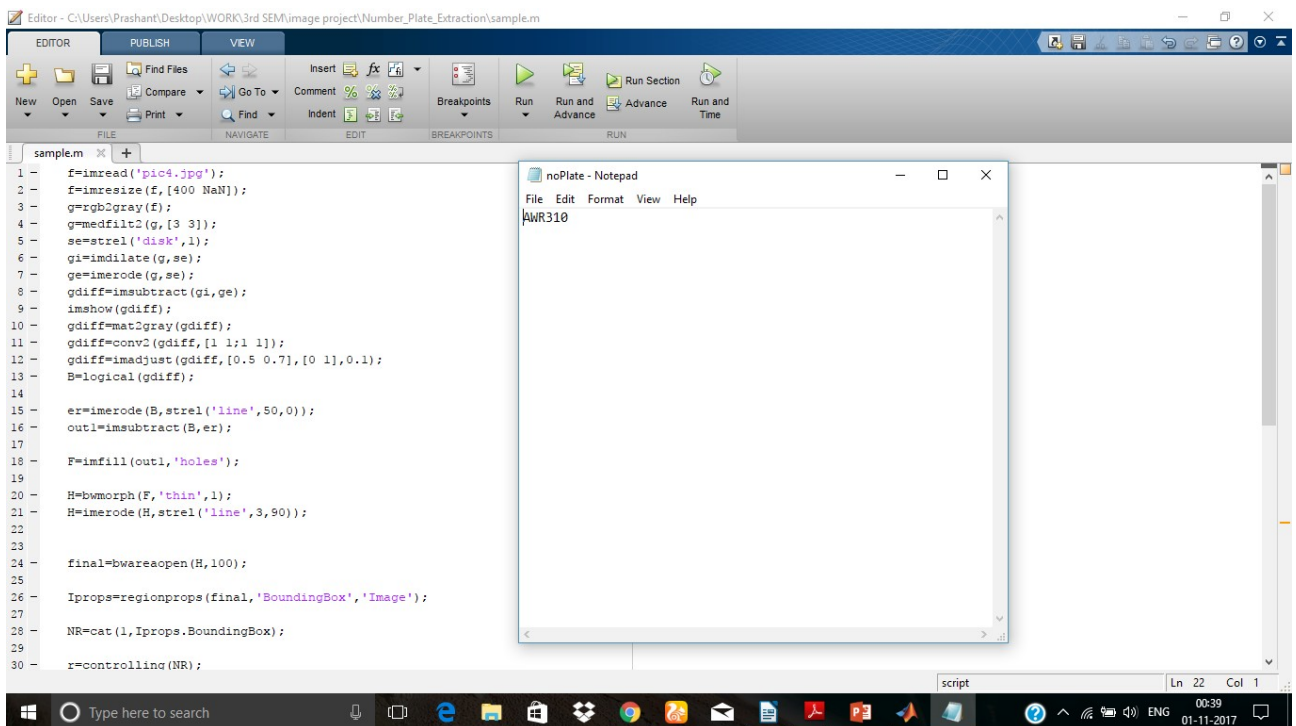 Editor - C:\Users\Prashant\Desktop\WORK\3rd SEM\image project\Number_Plate_Extraction\sample.m
EDITOR PUBLISH VIEW
New Open Save
Find Files
Compare
Print
Go To
Find
Insert fx
Comment
Indent
Breakpoints
Run
Run and Advance
Run Section
Advance
Run and Time
FILE NAVIGATE EDIT BREAKPOINTS RUN
sample.m
1 - f=imread('pic4.jpg');
2 - f=imresize(f,[400 NaN]);
3 - g=rgb2gray(f);
4 - g=medfilt2(g,[3 3]);
5 - se=strel('disk',1);
6 - gi=imdilate(g,se);
7 - ge=imerode(g,se);
8 - gdiff=imsubtract(gi,ge);
9 - imshow(gdiff);
10 - gdiff=mat2gray(gdiff);
11 - gdiff=conv2(gdiff,[1 1;1 1]);
12 - gdiff=imadjust(gdiff,[0.5 0.7],[0 1],0.1);
13 - B=logical(gdiff);
14
15 - er=imerode(B,strel('line',50,0));
16 - out1=imsubtract(B,er);
17
18 - F=imfill(out1,'holes');
19
20 - H=bwmorph(F,'thin',1);
21 - H=imerode(H,strel('line',3,90));
22
23
24 - final=bwareaopen(H,100);
25
26 - Iprops=regionprops(final,'BoundingBox','Image');
27
28 - NR=cat(1,Iprops.BoundingBox);
29
30 - r=controlling(NR);
noPlate - Notepad
File Edit Format View Help
AWR310
script
Ln 22 Col 1
Type here to search
ENG
00:39
01-11-2017